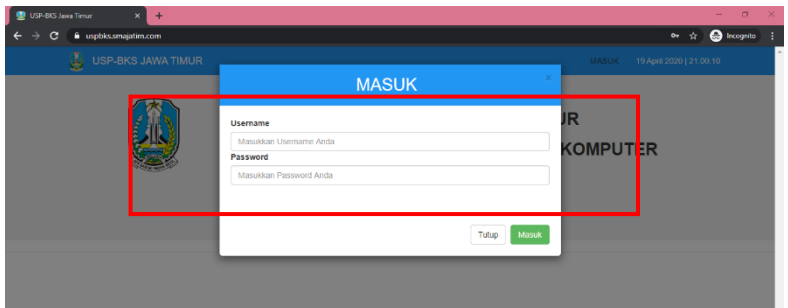 USP-BKS Jawa Timur
uspbks.smajatim.com
Incognito
USP-BKS JAWA TIMUR
MASUK
19 April 2020 | 21:00:10
MASUK
×
UR
KOMPUTER
Username
Masukkan Username Anda
Password
Masukkan Password Anda
Tutup
Masuk